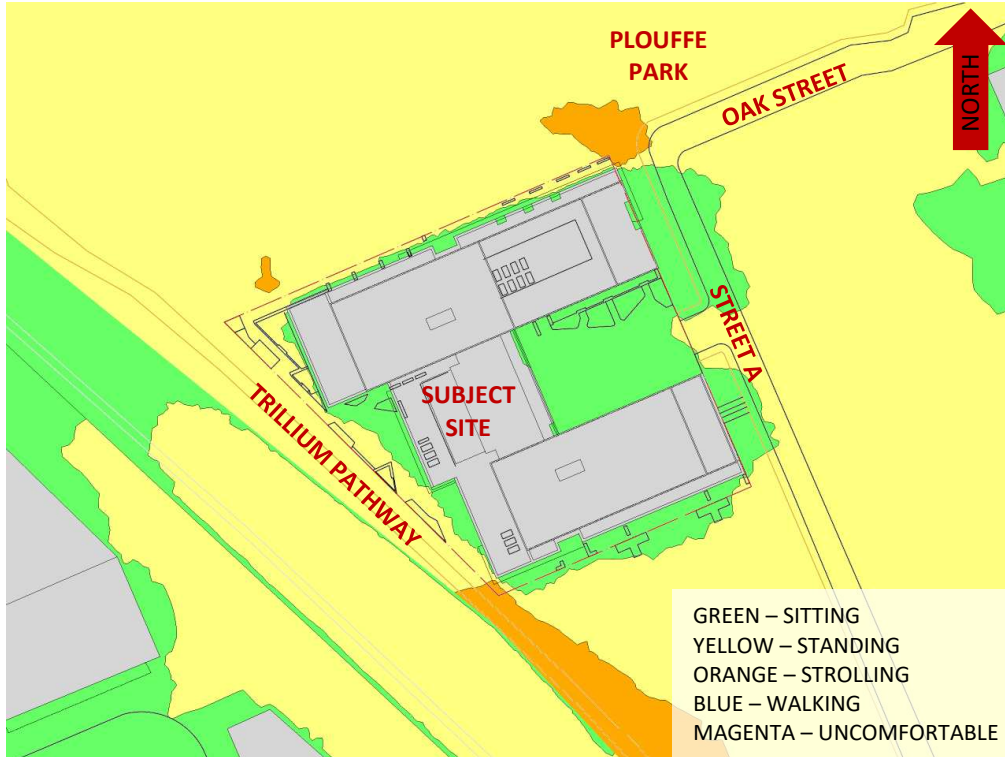 PLOUFFE
PARK
OAK STREET
NORTH
STREET A
SUBJECT
SITE
TRILLIUM PATHWAY
GREEN – SITTING
YELLOW – STANDING
ORANGE – STROLLING
BLUE – WALKING
MAGENTA – UNCOMFORTABLE